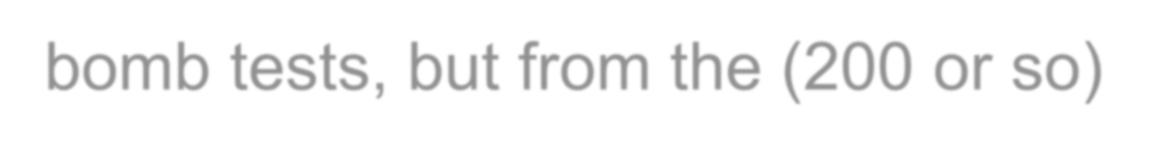 bomb tests, but from the (200 or so)